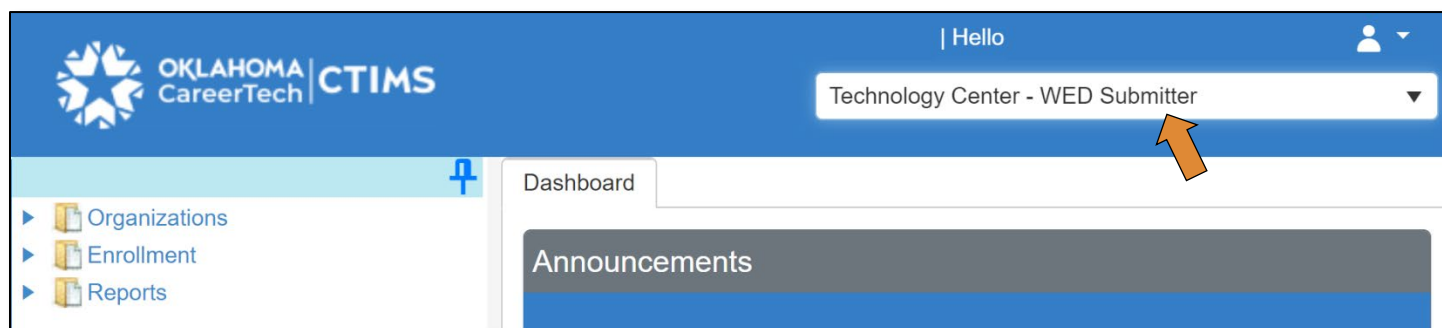 | Hello
OKLAHOMA
CareerTech
CTIMS
Technology Center - WED Submitter
Dashboard
Organizations
Enrollment
Reports
Announcements